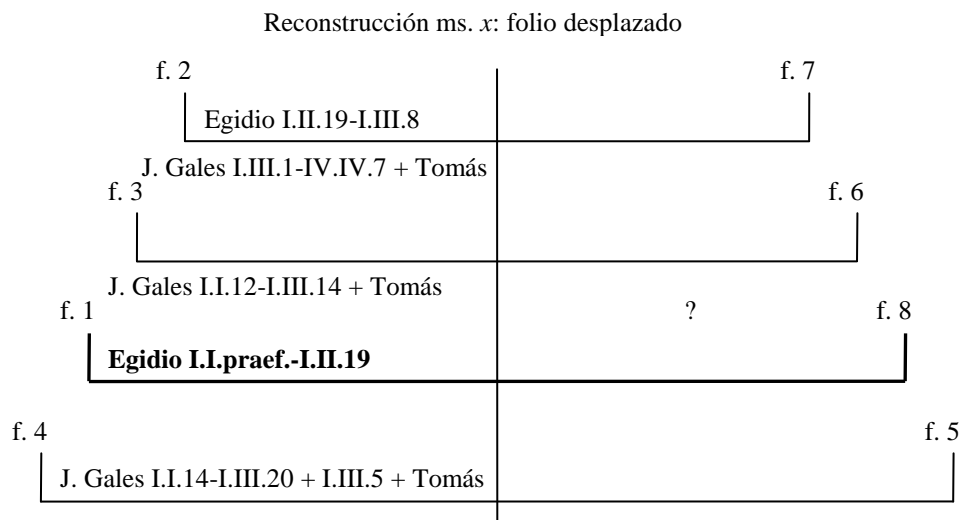 Reconstrucción ms. x: folio desplazado
f. 2 f. 7
Egidio I.II.19-I.III.8
J. Gales I.III.1-IV.IV.7 + Tomás
f. 3 f. 6
J. Gales I.I.12-I.III.14 + Tomás
f. 1 ? f. 8
Egidio I.I.praef.-I.II.19
f. 4 f. 5
J. Gales I.I.14-I.III.20 + I.III.5 + Tomás